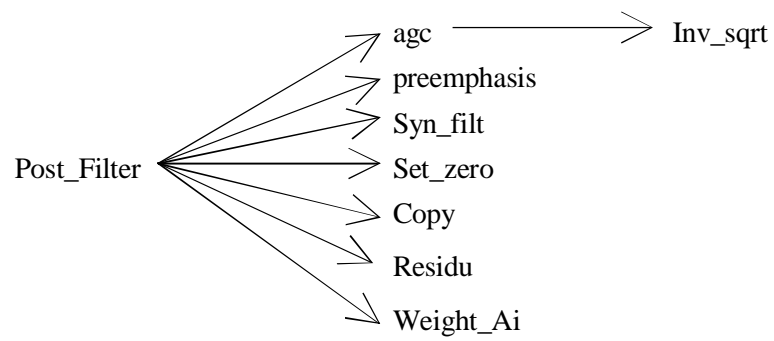 agc Inv_sqrt
preemphasis
Syn_filt
Post_Filter Set_zero
Copy
Residu
Weight_Ai